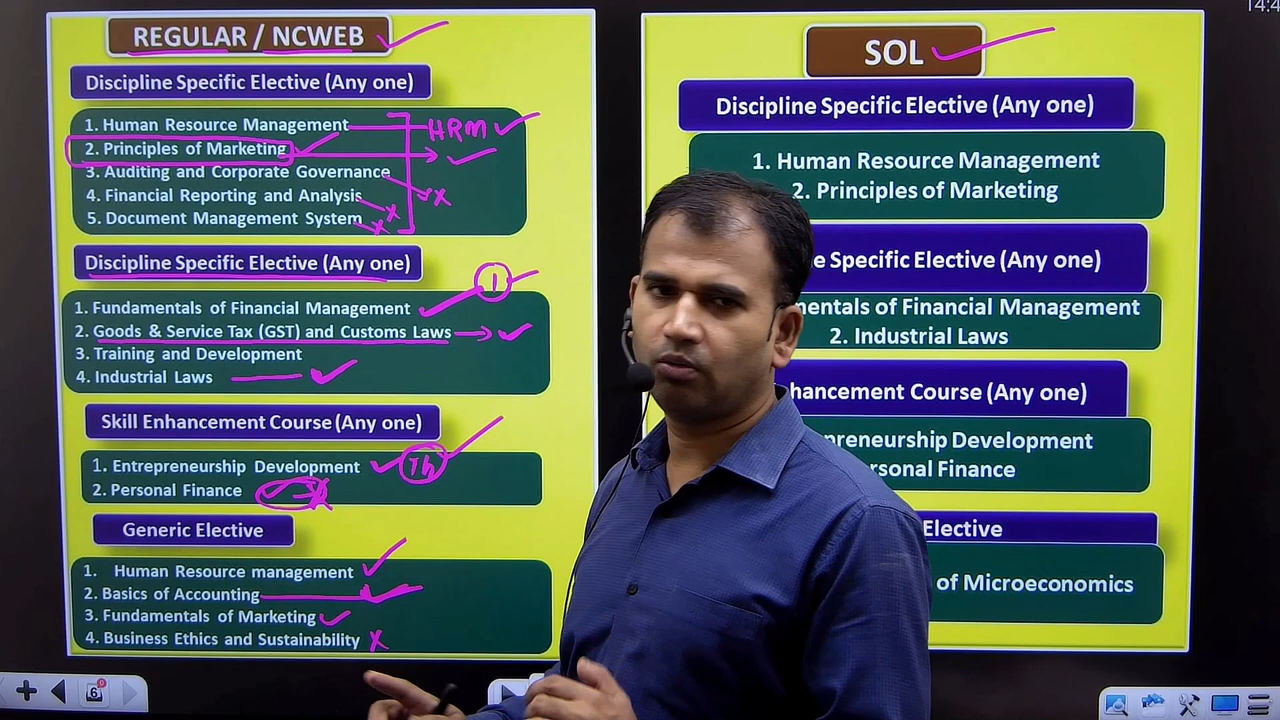 14:4
REGULAR / NCWEB
Discipline Specific Elective (Any one)
1. Human Resource Management
HRM
2. Principles of Marketing
3. Auditing and Corporate Governance
x
4. Financial Reporting and Analysis
x
5. Document Management System
x
Discipline Specific Elective (Any one)
1
1. Fundamentals of Financial Management
2. Goods & Service Tax (GST) and Customs Laws
3. Training and Development
4. Industrial Laws
Skill Enhancement Course (Any one)
1. Entrepreneurship Development
2. Personal Finance
Generic Elective
1. Human Resource management
2. Basics of Accounting
3. Fundamentals of Marketing
4. Business Ethics and Sustainability
x
6
SOL
Discipline Specific Elective (Any one)
1. Human Resource Management
2. Principles of Marketing
e Specific Elective (Any one)
mentals of Financial Management
2. Industrial Laws
hancement Course (Any one)
preneurship Development
rsonal Finance
Elective
of Microeconomics